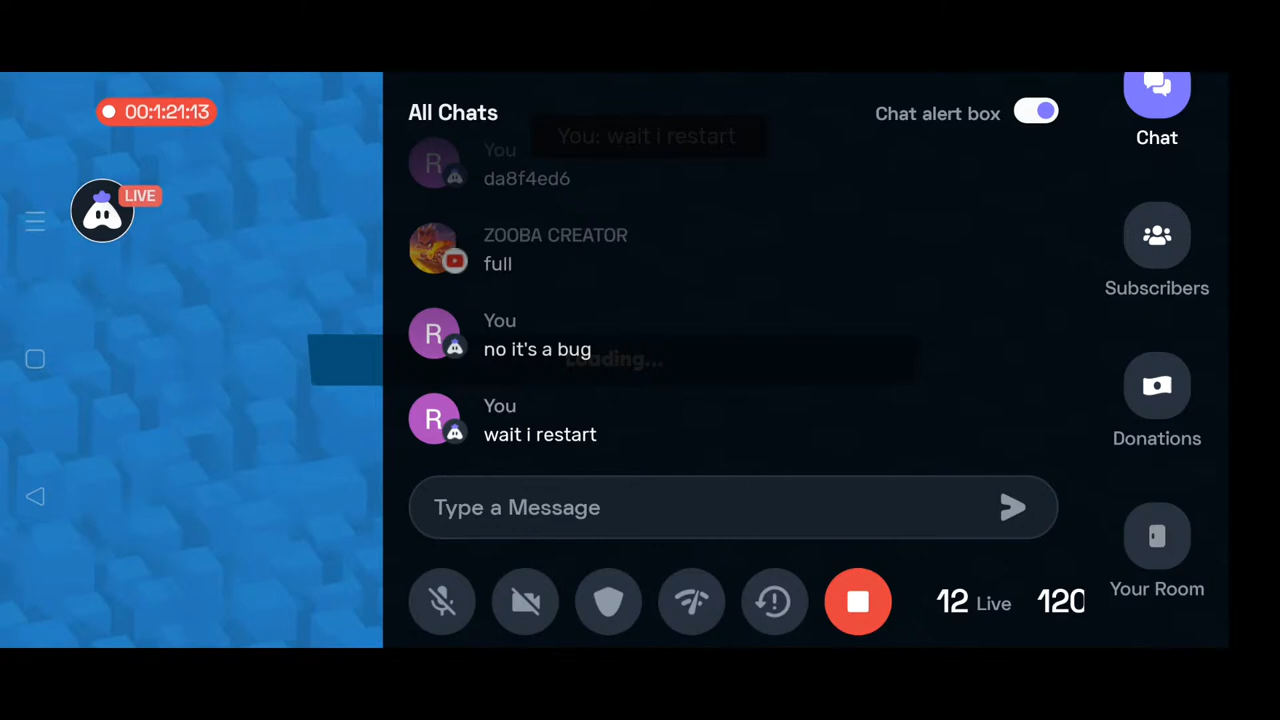 00:1:21:13
LIVE
All Chats
Chat alert box
Chat
You: wait i restart
You
R
da8f4ed6
ZOOBA CREATOR
full
Subscribers
You
R
no it's a bug
Loading...
You
R
wait i restart
Donations
Type a Message
Your Room
12 Live 120